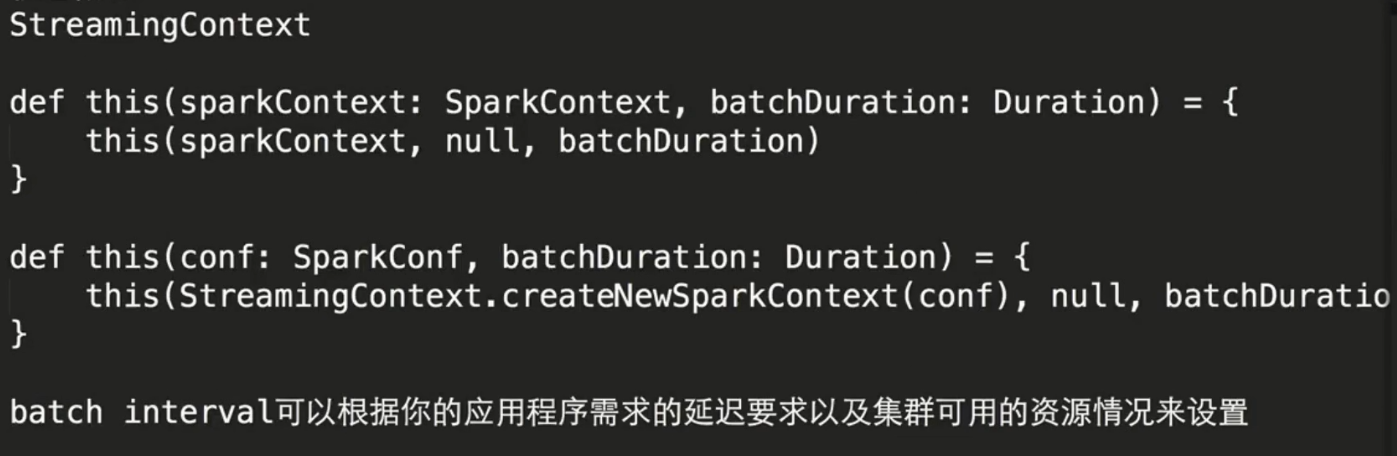 StreamingContext
def this(sparkContext: SparkContext, batchDuration: Duration) = {
    this(sparkContext, null, batchDuration)
}
def this(conf: SparkConf, batchDuration: Duration) = {
    this(StreamingContext.createNewSparkContext(conf), null, batchDuratio
}
batch interval可以根据你的应用程序需求的延迟要求以及集群可用的资源情况来设置